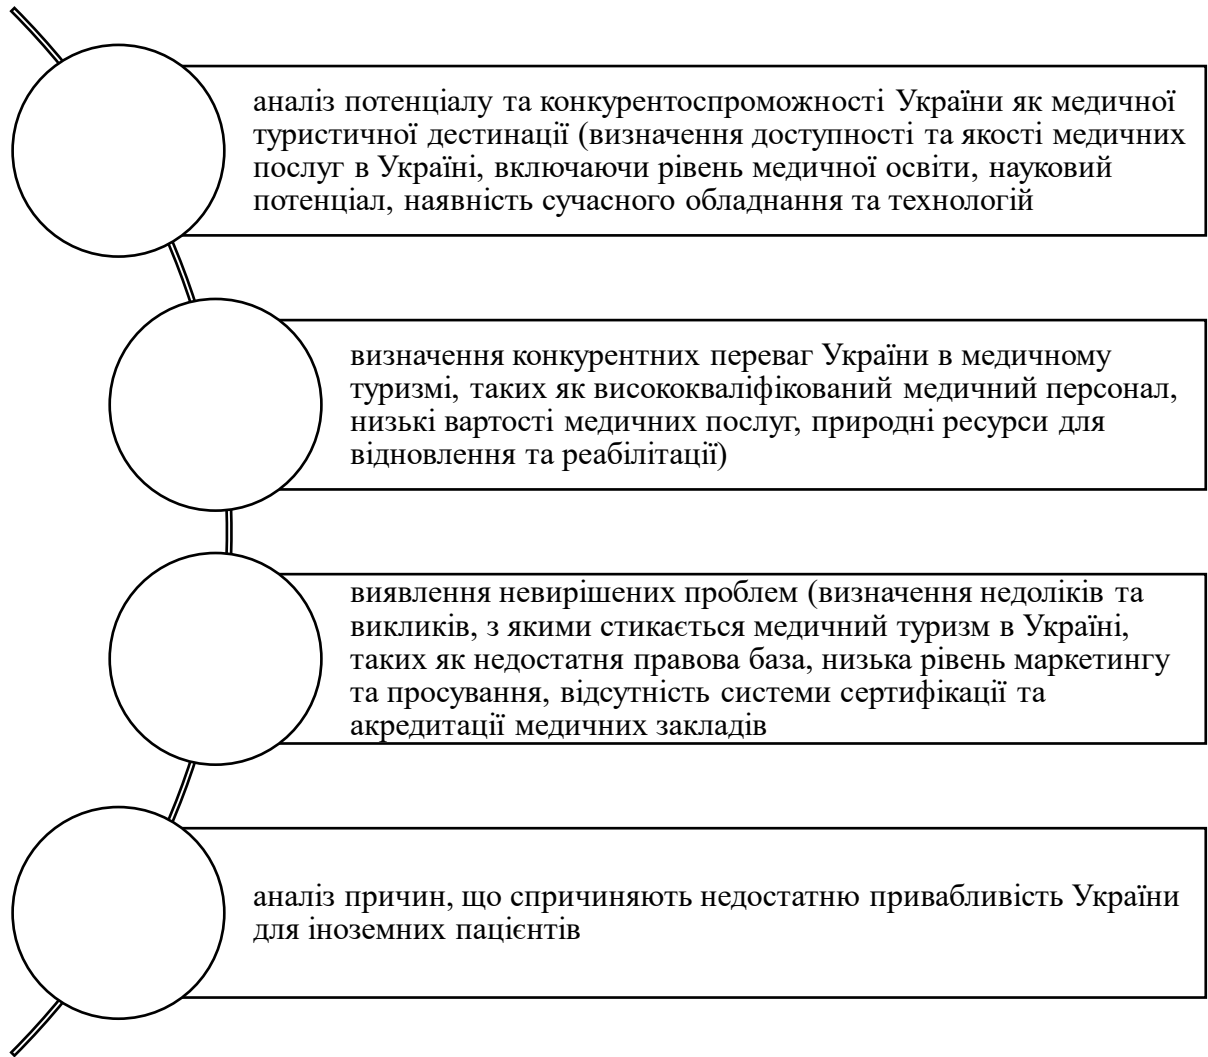 аналіз потенціалу та конкурентоспроможності України як медичної
туристичної дестинації (визначення доступності та якості медичних
послуг в Україні, включаючи рівень медичної освіти, науковий
потенціал, наявність сучасного обладнання та технологій
визначення конкурентних переваг України в медичному
туризмі, таких як висококваліфікований медичний персонал,
низькі вартості медичних послуг, природні ресурси для
відновлення та реабілітації)
виявлення невирішених проблем (визначення недоліків та
викликів, з якими стикається медичний туризм в Україні,
таких як недостатня правова база, низька рівень маркетингу
та просування, відсутність системи сертифікації та
акредитації медичних закладів
аналіз причин, що спричиняють недостатню привабливість України
для іноземних пацієнтів